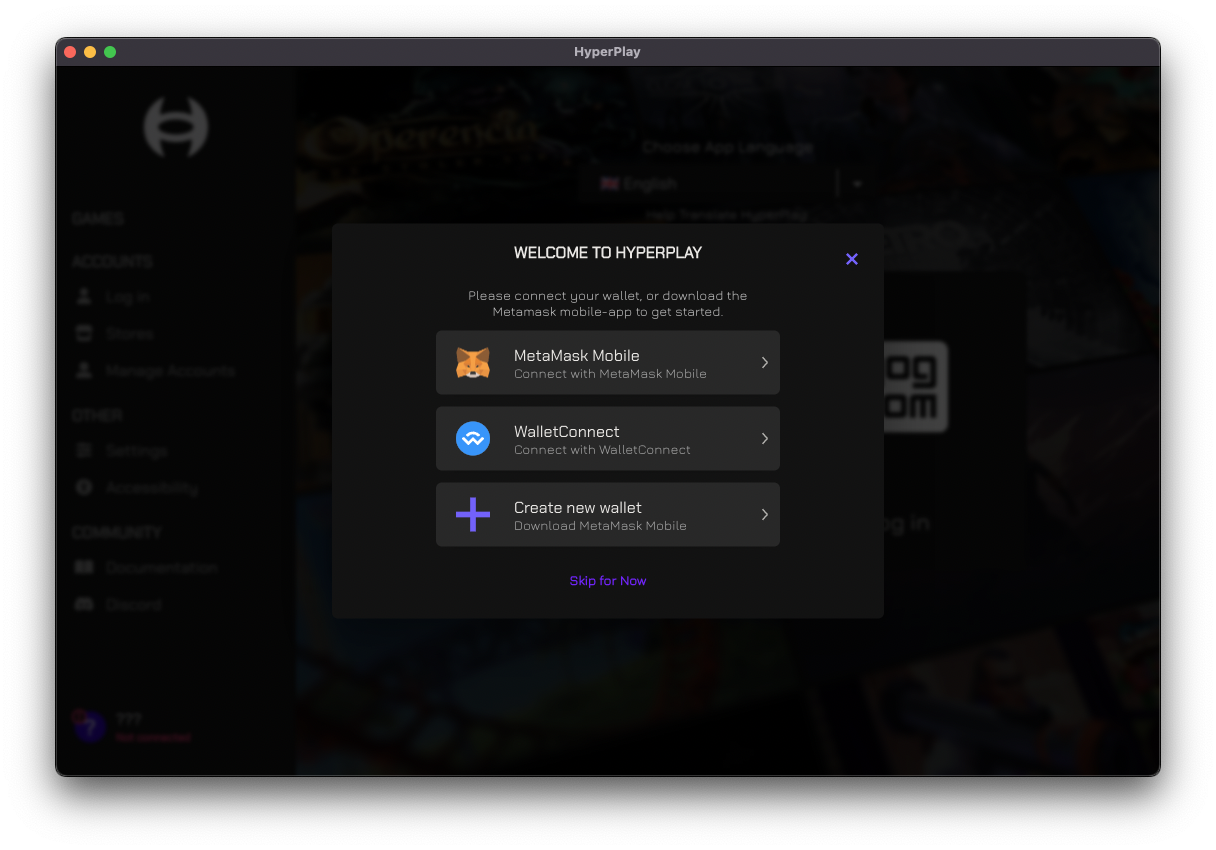 HyperPlay
Operencia
Choose App Language
English
Help Translate HyperPlay
GAMES
ACCOUNTS
Log in
Stores
Manage Accounts
OTHER
Settings
Accessibility
COMMUNITY
Documentation
Discord
???
Not connected
WELCOME TO HYPERPLAY
Please connect your wallet, or download the
Metamask mobile-app to get started.
MetaMask Mobile
Connect with MetaMask Mobile
WalletConnect
Connect with WalletConnect
Create new wallet
Download MetaMask Mobile
Skip for Now
og
om
og in